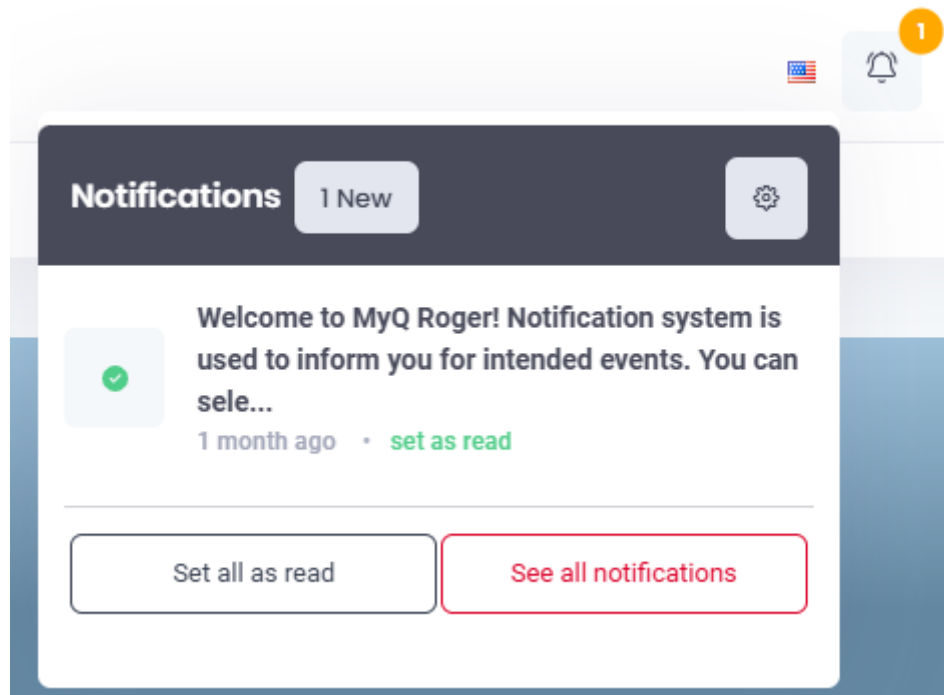 1
Notifications 1 New
Welcome to MyQ Roger! Notification system is
used to inform you for intended events. You can
sele...
1 month ago • set as read
Set all as read See all notifications